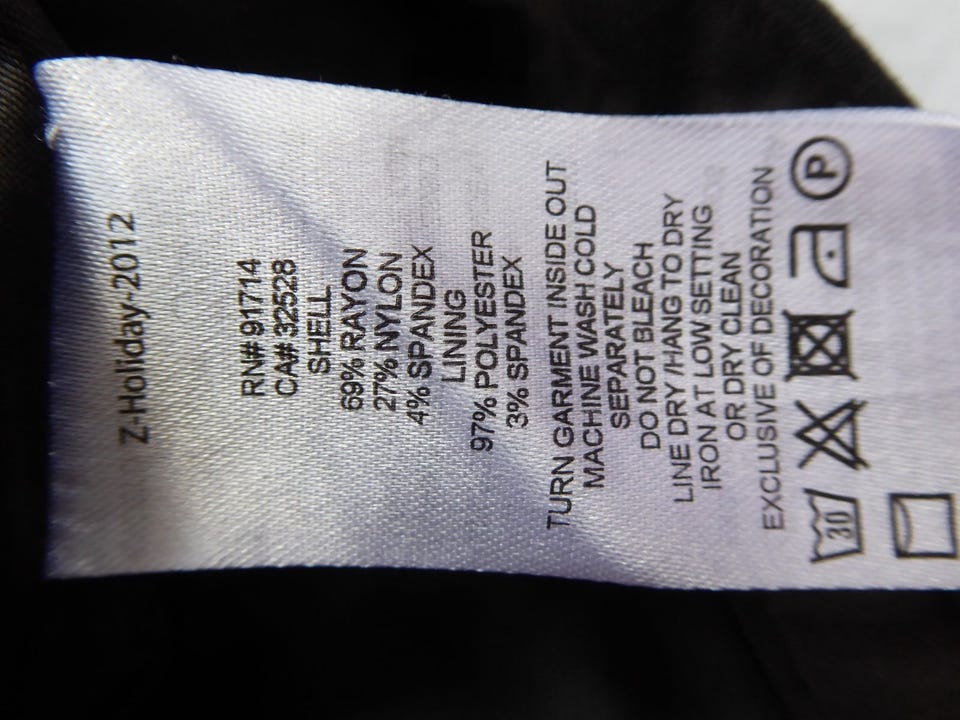 Z-Holiday-2012
RN# 91714
CA# 32528
SHELL
69% RAYON
27% NYLON
4% SPANDEX
LINING
97% POLYESTER
3% SPANDEX
TURN GARMENT INSIDE OUT
MACHINE WASH COLD
SEPARATELY
DO NOT BLEACH
LINE DRY /HANG TO DRY
IRON AT LOW SETTING
OR DRY CLEAN
EXCLUSIVE OF DECORATION
30 P